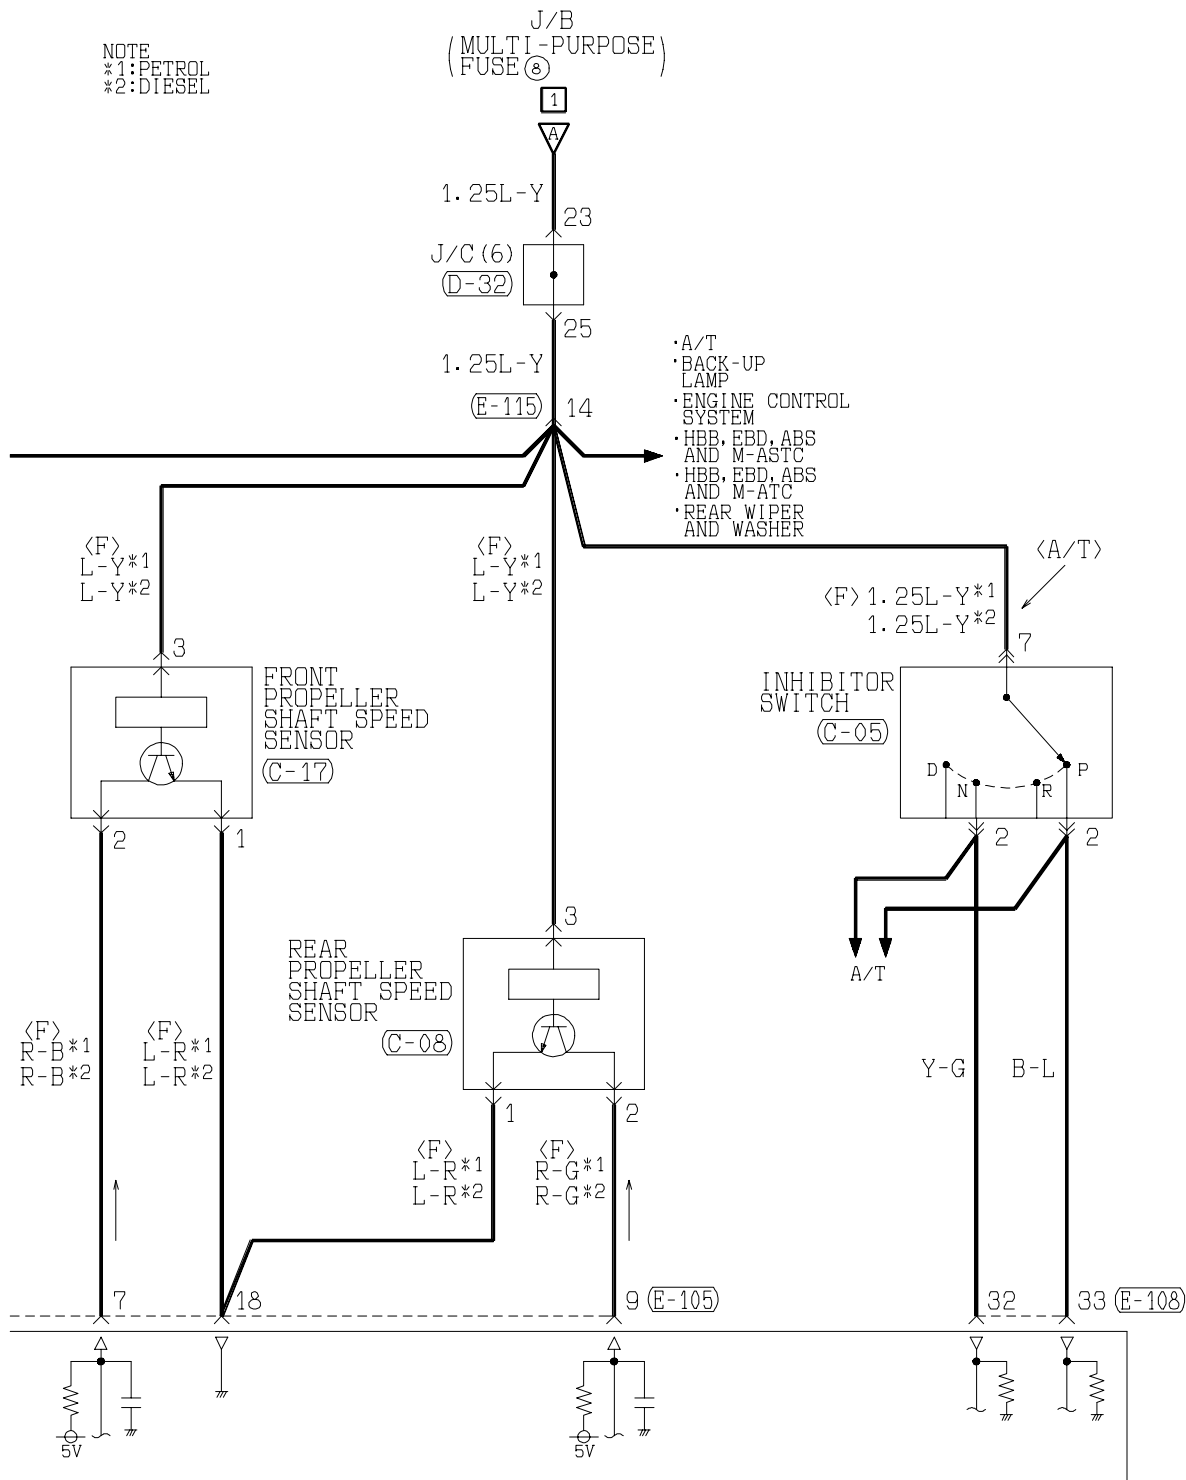 J/B
(MULTI-PURPOSE
FUSE⑧)
NOTE
*1:PETROL
*2:DIESEL
1
A
1.25L-Y
23
J/C(6)
D-32
25
1.25L-Y
E-115
14
·A/T
·BACK-UP
LAMP
·ENGINE CONTROL
SYSTEM
·HBB,EBD,ABS
AND M-ASTC
·HBB,EBD,ABS
AND M-ATC
·REAR WIPER
AND WASHER
<F>
L-Y*1
L-Y*2
<F>
L-Y*1
L-Y*2
<A/T>
<F>1.25L-Y*1
1.25L-Y*2
3
7
FRONT
PROPELLER
SHAFT SPEED
SENSOR
C-17
INHIBITOR
SWITCH
C-05
D
N
R
P
2
1
2
2
3
A/T
REAR
PROPELLER
SHAFT SPEED
SENSOR
C-08
<F>
R-B*1
R-B*2
<F>
L-R*1
L-R*2
Y-G
B-L
1
2
<F>
L-R*1
L-R*2
<F>
R-G*1
R-G*2
7
18
9
E-105
32
33
E-108
5V
5V